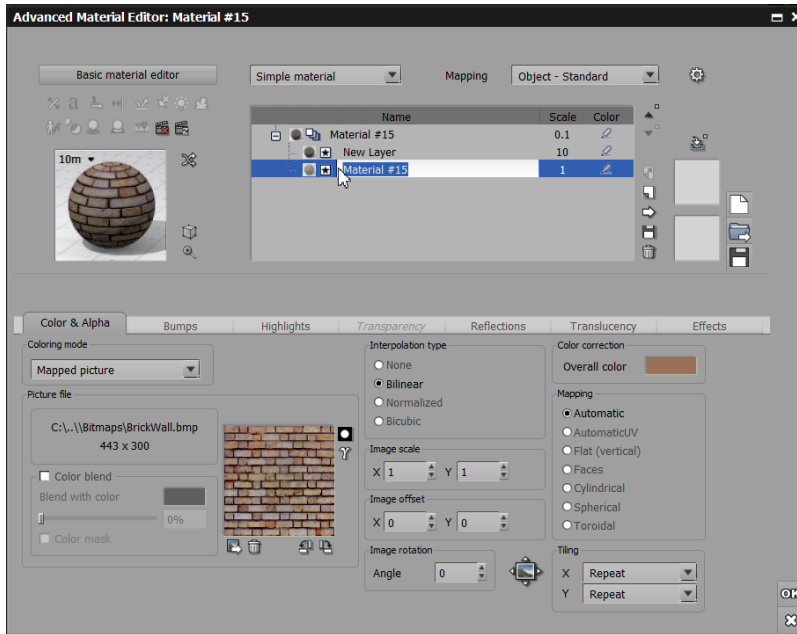 Advanced Material Editor: Material #15
Basic material editor
Simple material
Mapping
Object - Standard
Name Scale Color
Material #15 0.1
New Layer 10
Material #15 1
10m
Color & Alpha Bumps Highlights Transparency Reflections Translucency Effects
Coloring mode
Mapped picture
Picture file
C:\..\\Bitmaps\BrickWall.bmp
443 x 300
Color blend
Blend with color
0%
Color mask
Interpolation type
None
Bilinear
Normalized
Bicubic
Image scale
X 1 Y 1
Image offset
X 0 Y 0
Image rotation
Angle 0
Color correction
Overall color
Mapping
Automatic
AutomaticUV
Flat (vertical)
Faces
Cylindrical
Spherical
Toroidal
Tiling
X Repeat
Y Repeat
OK